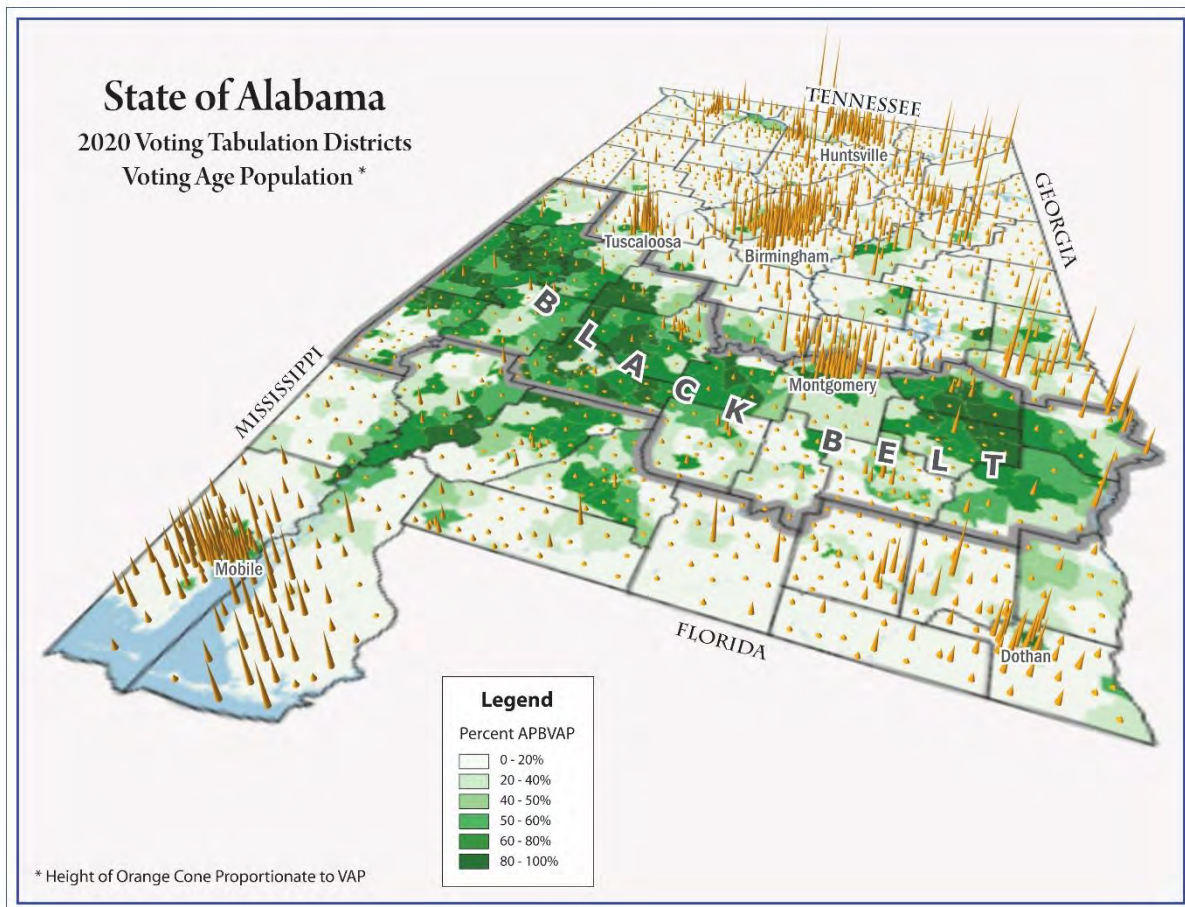 State of Alabama
2020 Voting Tabulation Districts
Voting Age Population *
TENNESSEE
Huntsville
GEORGIA
Tuscaloosa
Birmingham
BLACK BELT
Montgomery
MISSISSIPPI
Mobile
FLORIDA
Dothan
Legend
Percent APBVAP
0 - 20%
20 - 40%
40 - 50%
50 - 60%
60 - 80%
80 - 100%
* Height of Orange Cone Proportionate to VAP